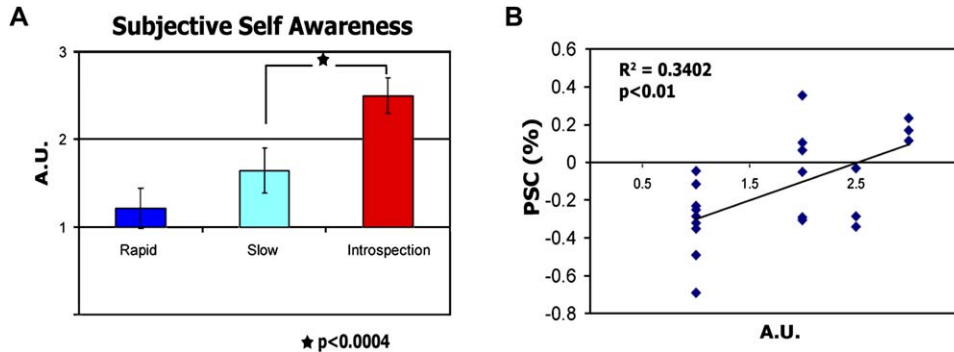 A
Subjective Self Awareness
3
2
1
A.U.
Rapid Slow Introspection
★ p<0.0004
B
0.6
0.4
0.2
0
-0.2
-0.4
-0.6
-0.8
PSC (%)
R² = 0.3402
p<0.01
0.5 1.5 2.5
A.U.